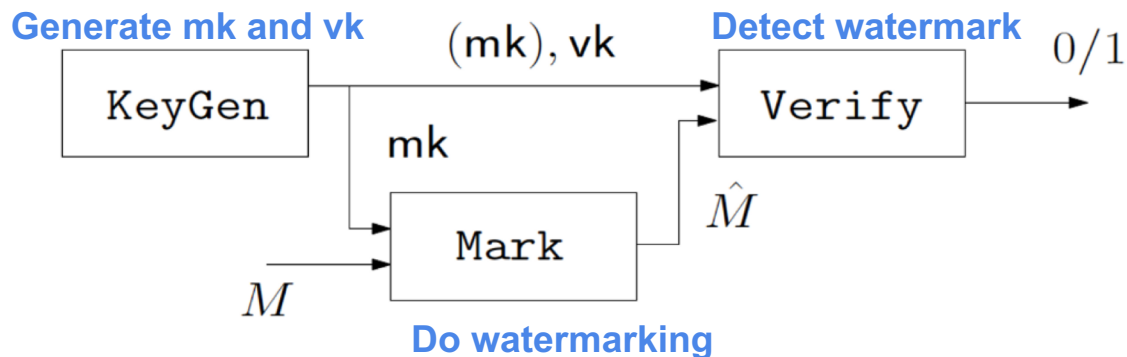 Generate mk and vk
(mk), vk
Detect watermark
0/1
KeyGen
Verify
mk
Mark
M̂
M
Do watermarking